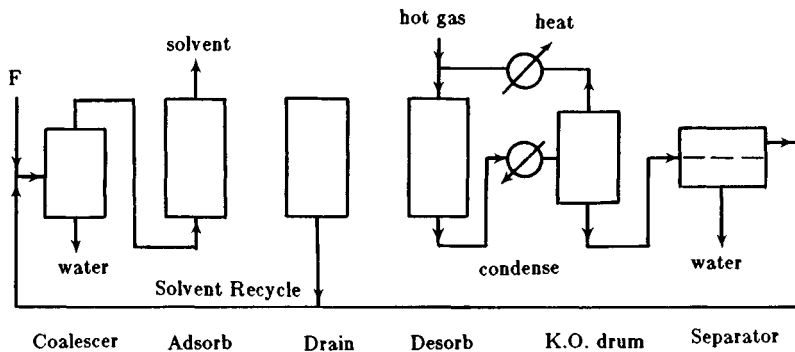 hot gas
heat
solvent
F
water
condense
water
Solvent Recycle
Coalescer
Adsorb
Drain
Desorb
K.O. drum
Separator